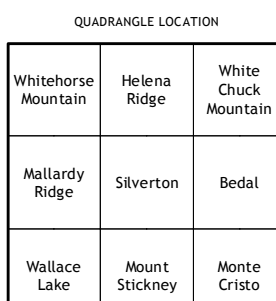 QUADRANGLE LOCATION
Whitehorse
Mountain
Helena
Ridge
White
Chuck
Mountain
Mallardy
Ridge
Silverton
Bedal
Wallace
Lake
Mount
Stickney
Monte
Cristo